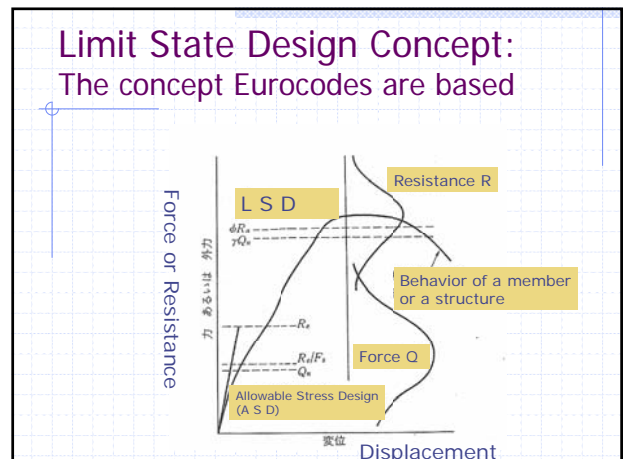 Limit State Design Concept:
The concept Eurocodes are based
Resistance R
L S D
ϕRₙ
γQₙ
Force or Resistance
力 あるいは 外力
Behavior of a member
or a structure
Rₑ
Force Q
Rₑ/Fₛ
Qₙ
Allowable Stress Design
(A S D)
変位
Displacement